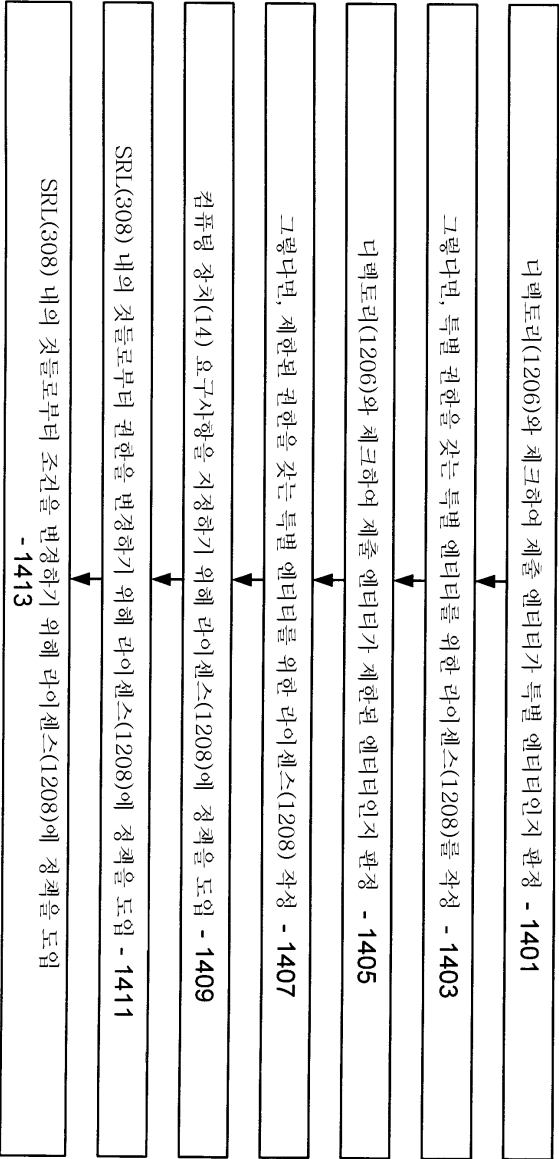 디렉토리(1206)와 체크하여 제출 엔터티가 특별 엔터티인지 판정 - 1401
그렇다면, 특별 권한을 갖는 특별 엔터티를 위한 라이센스(1208)를 작성 - 1403
디렉토리(1206)와 체크하여 제출 엔터티가 제한된 엔터티인지 판정 - 1405
그렇다면, 제한된 권한을 갖는 특별 엔터티를 위한 라이센스(1208) 작성 - 1407
컴퓨팅 장치(14) 요구사항을 지정하기 위해 라이센스(1208)에 정책을 도입 - 1409
SRL(308) 내의 것들로부터 권한을 변경하기 위해 라이센스(1208)에 정책을 도입 - 1411
SRL(308) 내의 것들로부터 조건을 변경하기 위해 라이센스(1208)에 정책을 도입
- 1413